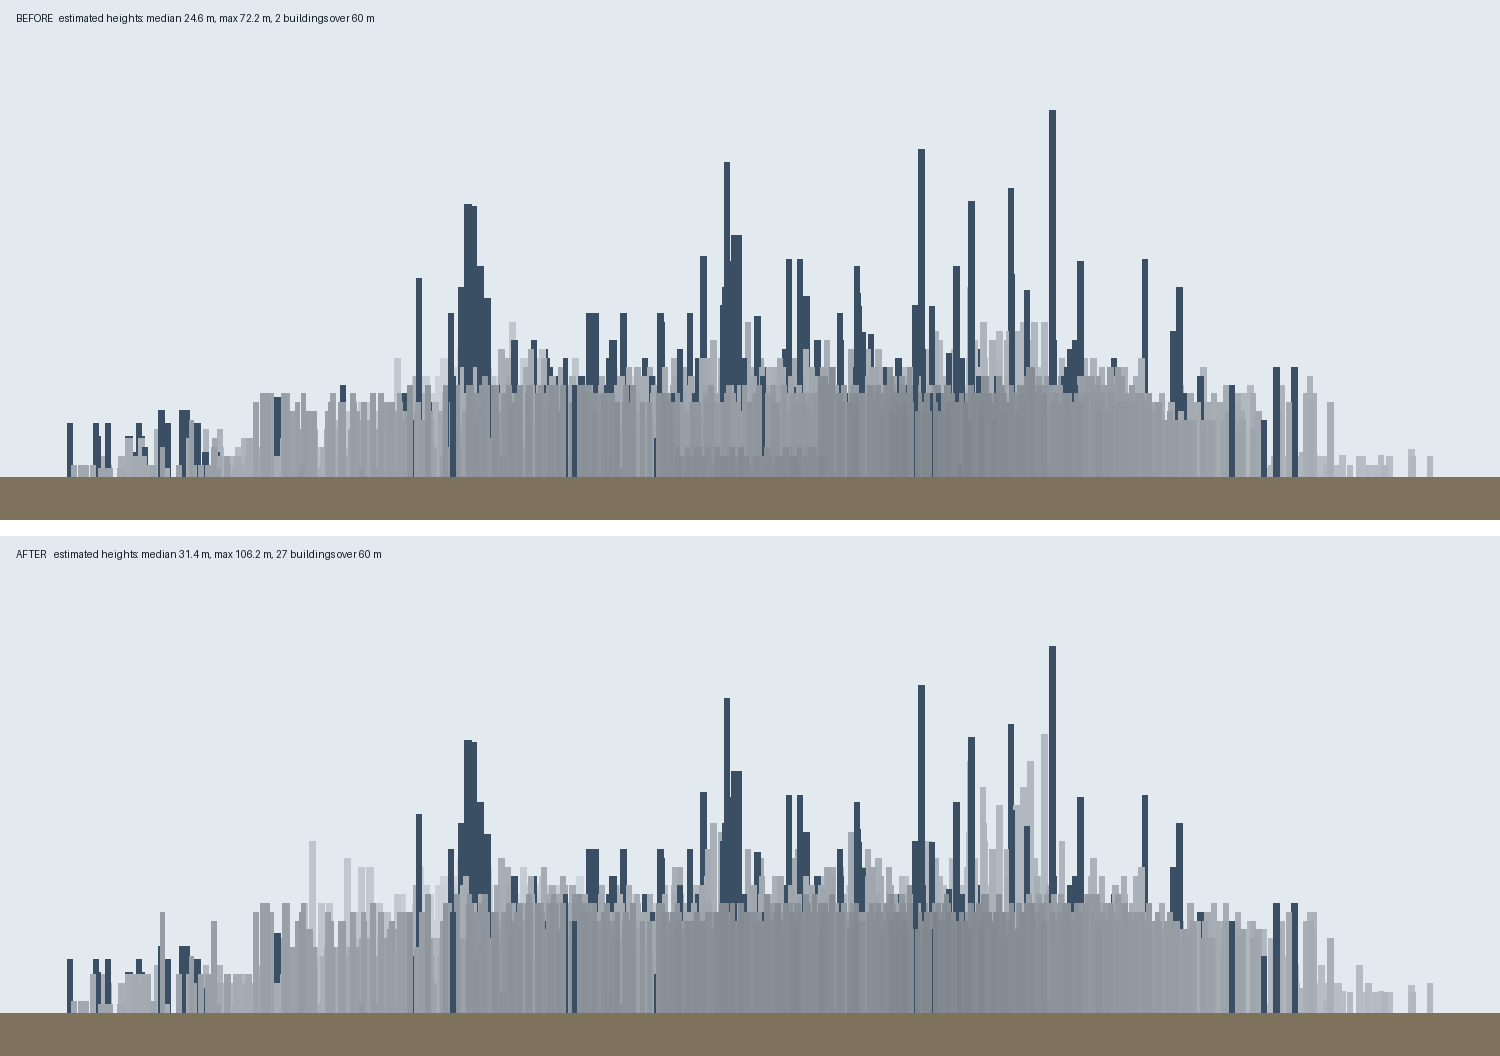 BEFORE estimated heights: median 24.6 m, max 72.2 m, 2 buildings over 60 m
AFTER estimated heights: median 31.4 m, max 106.2 m, 27 buildings over 60 m